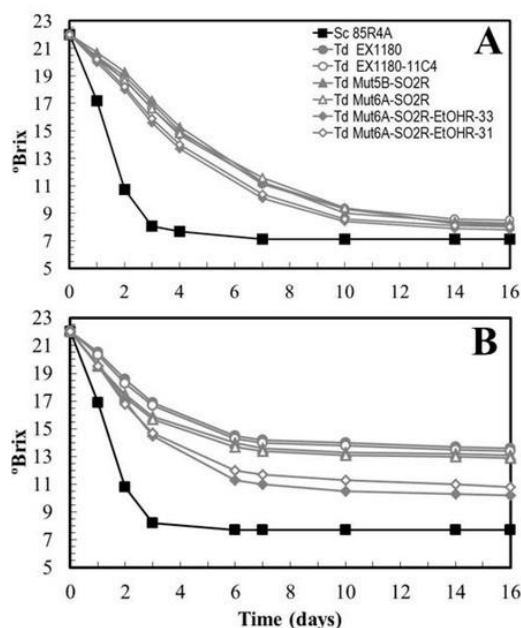 A
Sc 85R4A
Td EX1180
Td EX1180-11C4
Td Mut5B-SO2R
Td Mut6A-SO2R
Td Mut6A-SO2R-EtOHR-33
Td Mut6A-SO2R-EtOHR-31
ºBrix
23
21
19
17
15
13
11
9
7
5
0 2 4 6 8 10 12 14 16
B
ºBrix
23
21
19
17
15
13
11
9
7
5
0 2 4 6 8 10 12 14 16
Time (days)